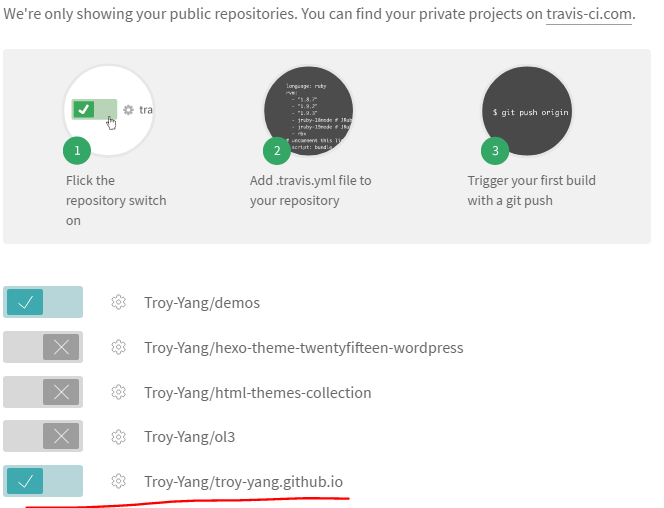 We're only showing your public repositories. You can find your private projects on travis-ci.com.
tra
language: ruby
rvm:
- "1.8.7"
- "1.9.2"
- "1.9.3"
- jruby-18mode # JRub
- jruby-19mode # JRub
- rbx
# uncomment this li
script: bundle
$ git push origin
1
2
3
Flick the
repository switch
on
Add .travis.yml file to
your repository
Trigger your first build
with a git push
Troy-Yang/demos
Troy-Yang/hexo-theme-twentyfifteen-wordpress
Troy-Yang/html-themes-collection
Troy-Yang/ol3
Troy-Yang/troy-yang.github.io